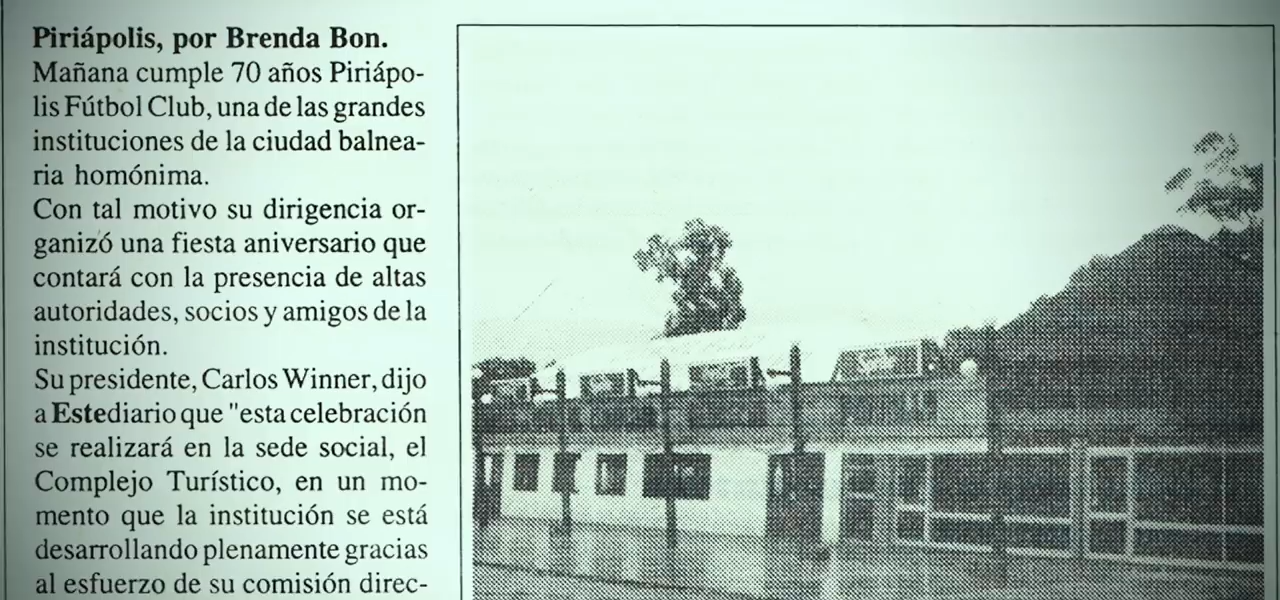 Piriápolis, por Brenda Bon.
Mañana cumple 70 años Piriápo-
lis Fútbol Club, una de las grandes
instituciones de la ciudad balnea-
ria homónima.
Con tal motivo su dirigencia or-
ganizó una fiesta aniversario que
contará con la presencia de altas
autoridades, socios y amigos de la
institución.
Su presidente, Carlos Winner, dijo
a Estediario que "esta celebración
se realizará en la sede social, el
Complejo Turístico, en un mo-
mento que la institución se está
desarrollando plenamente gracias
al esfuerzo de su comisión direc-